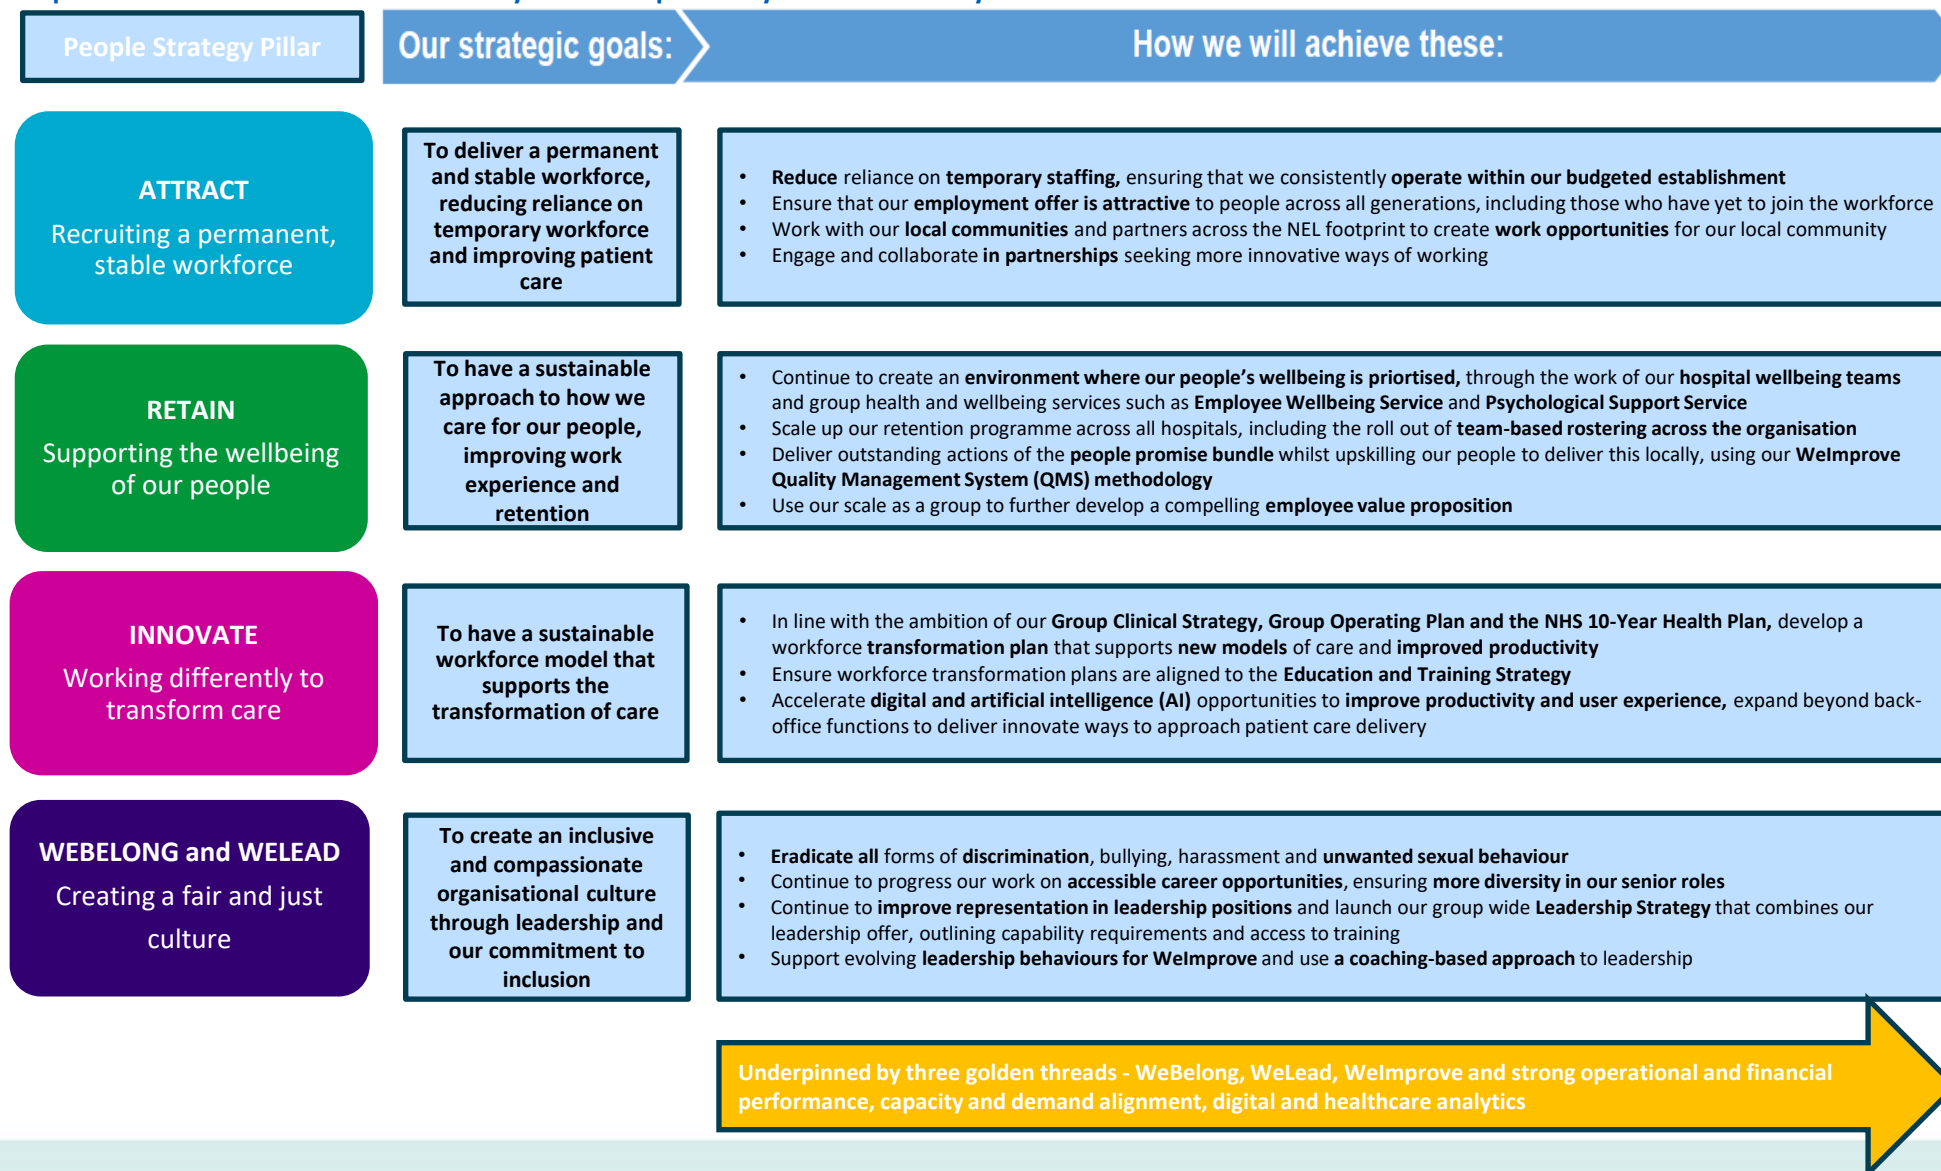 People Strategy Pillar
Our strategic goals:
How we will achieve these:
ATTRACT
Recruiting a permanent,
stable workforce
To deliver a permanent
and stable workforce,
reducing reliance on
temporary workforce
and improving patient
care
• Reduce reliance on temporary staffing, ensuring that we consistently operate within our budgeted establishment
• Ensure that our employment offer is attractive to people across all generations, including those who have yet to join the workforce
• Work with our local communities and partners across the NEL footprint to create work opportunities for our local community
• Engage and collaborate in partnerships seeking more innovative ways of working
RETAIN
Supporting the wellbeing
of our people
To have a sustainable
approach to how we
care for our people,
improving work
experience and
retention
• Continue to create an environment where our people's wellbeing is priortised, through the work of our hospital wellbeing teams
and group health and wellbeing services such as Employee Wellbeing Service and Psychological Support Service
• Scale up our retention programme across all hospitals, including the roll out of team-based rostering across the organisation
• Deliver outstanding actions of the people promise bundle whilst upskilling our people to deliver this locally, using our WeImprove
Quality Management System (QMS) methodology
• Use our scale as a group to further develop a compelling employee value proposition
INNOVATE
Working differently to
transform care
To have a sustainable
workforce model that
supports the
transformation of care
• In line with the ambition of our Group Clinical Strategy, Group Operating Plan and the NHS 10-Year Health Plan, develop a
workforce transformation plan that supports new models of care and improved productivity
• Ensure workforce transformation plans are aligned to the Education and Training Strategy
• Accelerate digital and artificial intelligence (AI) opportunities to improve productivity and user experience, expand beyond back-
office functions to deliver innovate ways to approach patient care delivery
WEBELONG and WELEAD
Creating a fair and just
culture
To create an inclusive
and compassionate
organisational culture
through leadership and
our commitment to
inclusion
• Eradicate all forms of discrimination, bullying, harassment and unwanted sexual behaviour
• Continue to progress our work on accessible career opportunities, ensuring more diversity in our senior roles
• Continue to improve representation in leadership positions and launch our group wide Leadership Strategy that combines our
leadership offer, outlining capability requirements and access to training
• Support evolving leadership behaviours for WeImprove and use a coaching-based approach to leadership
Underpinned by three golden threads - WeBelong, WeLead, WeImprove and strong operational and financial
performance, capacity and demand alignment, digital and healthcare analytics